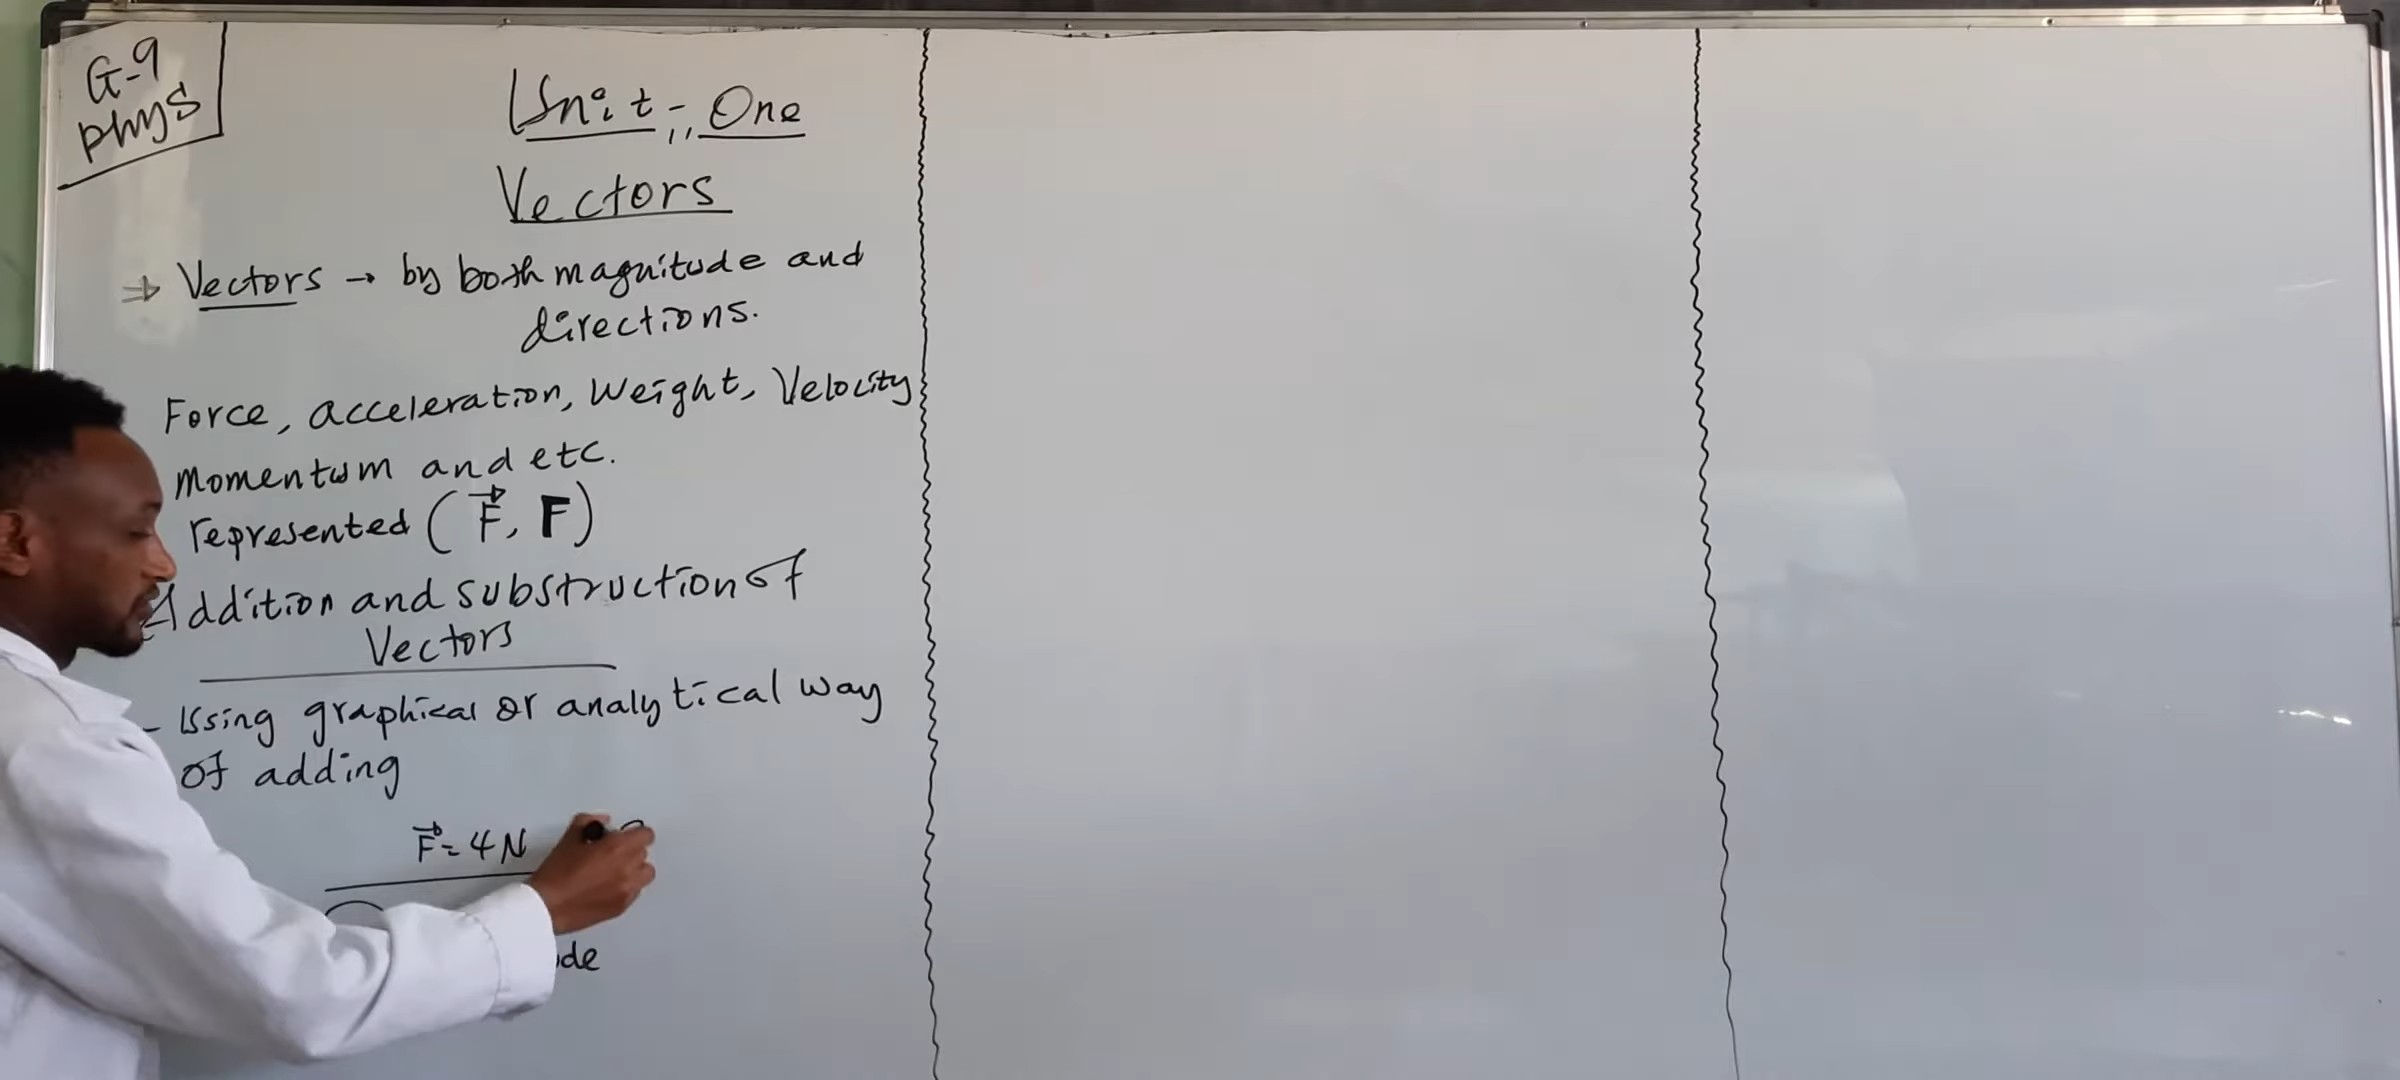 G-9
phys
Unit-One
Vectors
⇒ Vectors → by both magnitude and
directions.
Force, acceleration, Weight, Velocity
Momentum and etc.
represented (F⃗, F)
Addition and substruction of
Vectors
- Using graphical or analytical way
of adding
F⃗ = 4N